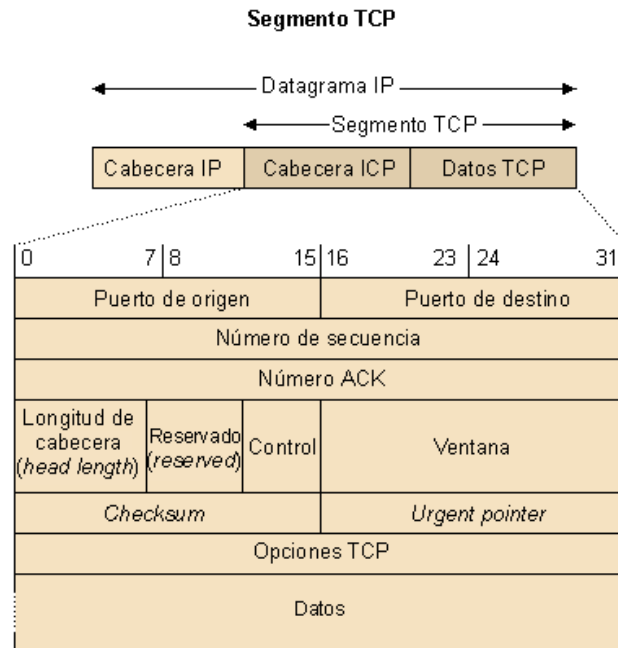 Segmento TCP
Datagrama IP
Segmento TCP
Cabecera IP
Cabecera ICP
Datos TCP
0 7 8 15 16 23 24 31
Puerto de origen
Puerto de destino
Número de secuencia
Número ACK
Longitud de
cabecera
(head length)
Reservado
(reserved)
Control
Ventana
Checksum
Urgent pointer
Opciones TCP
Datos